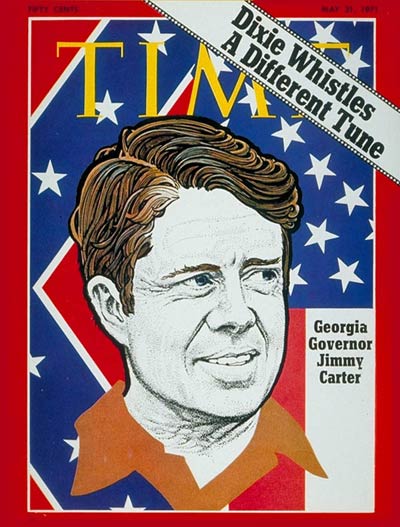 FIFTY CENTS
MAY 31, 1971
TIME
Dixie Whistles
A Different Tune
Georgia
Governor
Jimmy
Carter